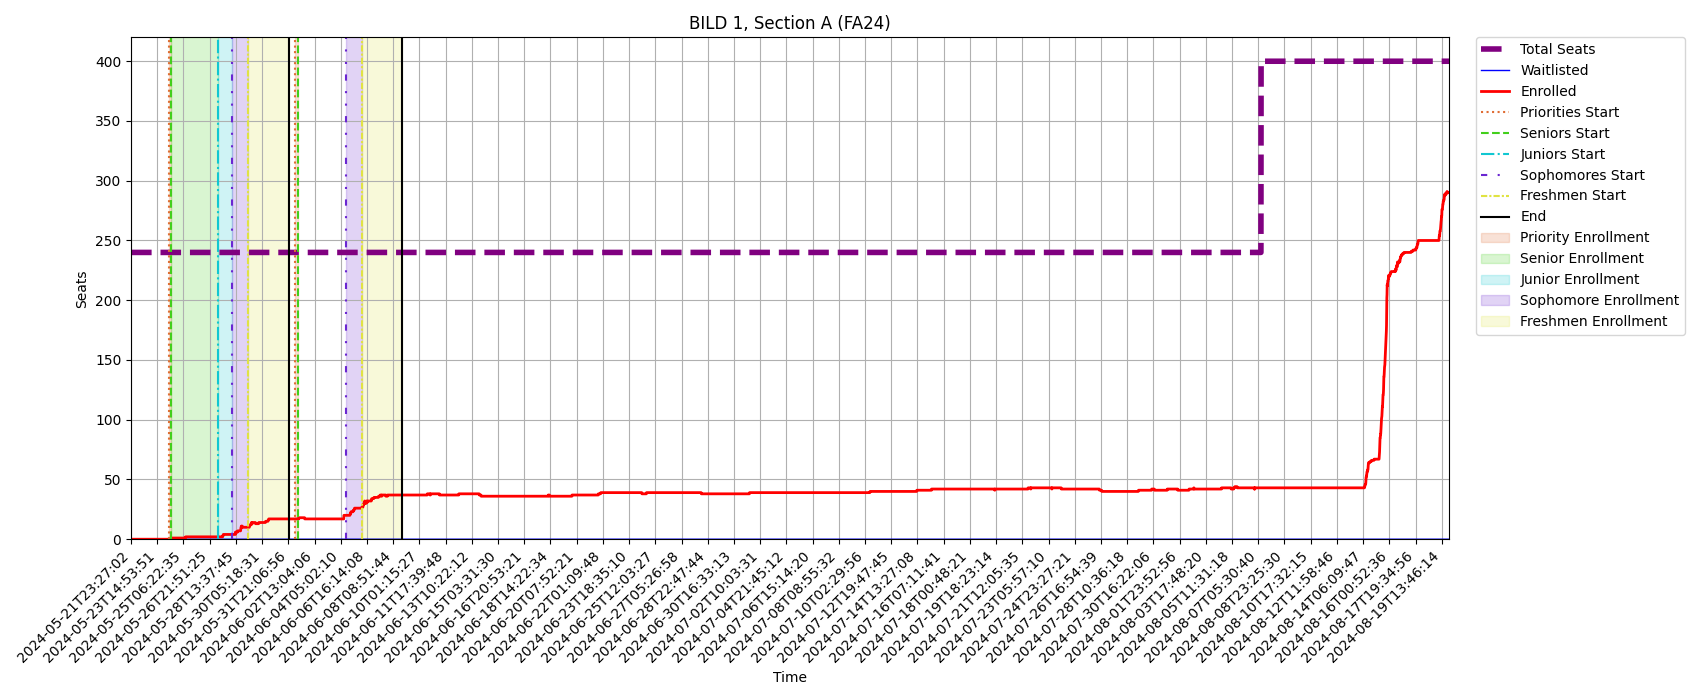 BILD 1, Section A (FA24)
Seats
400
350
300
250
200
150
100
50
0
2024-05-21T23:27:02
2024-05-23T14:53:51
2024-05-25T06:22:35
2024-05-26T21:51:25
2024-05-28T13:37:45
2024-05-30T05:18:31
2024-05-31T21:06:56
2024-06-02T13:04:06
2024-06-04T05:02:10
2024-06-06T16:14:08
2024-06-08T08:51:44
2024-06-10T01:15:27
2024-06-11T17:39:48
2024-06-13T10:22:12
2024-06-15T03:31:30
2024-06-16T20:53:21
2024-06-18T14:22:34
2024-06-20T07:52:21
2024-06-22T01:09:48
2024-06-23T18:35:10
2024-06-25T12:03:27
2024-06-27T05:26:58
2024-06-28T22:47:44
2024-06-30T16:33:13
2024-07-02T10:03:31
2024-07-04T21:45:12
2024-07-06T15:14:20
2024-07-08T08:55:32
2024-07-10T02:29:56
2024-07-12T19:47:45
2024-07-14T13:27:08
2024-07-16T07:11:41
2024-07-18T00:48:21
2024-07-19T18:23:14
2024-07-21T12:05:35
2024-07-23T05:57:10
2024-07-24T23:27:21
2024-07-26T16:54:39
2024-07-28T10:36:18
2024-07-30T16:22:06
2024-08-01T23:52:56
2024-08-03T17:48:20
2024-08-05T11:31:18
2024-08-07T05:30:40
2024-08-08T23:25:30
2024-08-10T17:32:15
2024-08-12T11:58:46
2024-08-14T06:09:47
2024-08-16T00:52:36
2024-08-17T19:34:56
2024-08-19T13:46:14
Time
Total Seats
Waitlisted
Enrolled
Priorities Start
Seniors Start
Juniors Start
Sophomores Start
Freshmen Start
End
Priority Enrollment
Senior Enrollment
Junior Enrollment
Sophomore Enrollment
Freshmen Enrollment